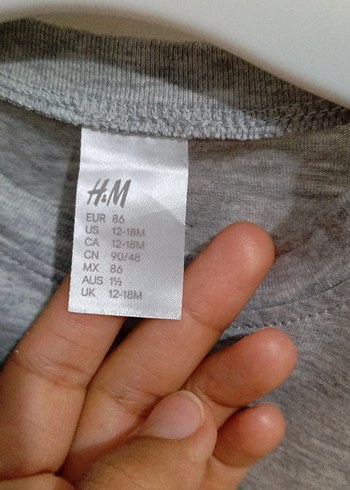 H&M
EUR 86
US 12-18M
CA 12-18M
CN 90/48
MX 86
AUS 1½
UK 12-18M